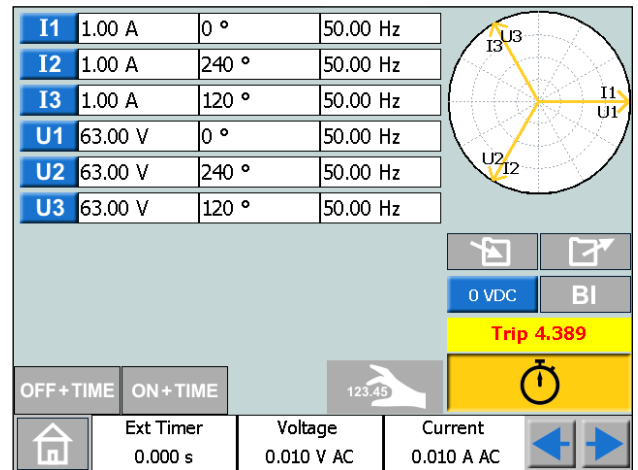 I1 1.00 A 0 ° 50.00 Hz
I2 1.00 A 240 ° 50.00 Hz
I3 1.00 A 120 ° 50.00 Hz
U1 63.00 V 0 ° 50.00 Hz
U2 63.00 V 240 ° 50.00 Hz
U3 63.00 V 120 ° 50.00 Hz
I3 U3
I1
U1
U2 I2
0 VDC BI
Trip 4.389
OFF+TIME ON+TIME 123.45
Ext Timer Voltage Current
0.000 s 0.010 V AC 0.010 A AC